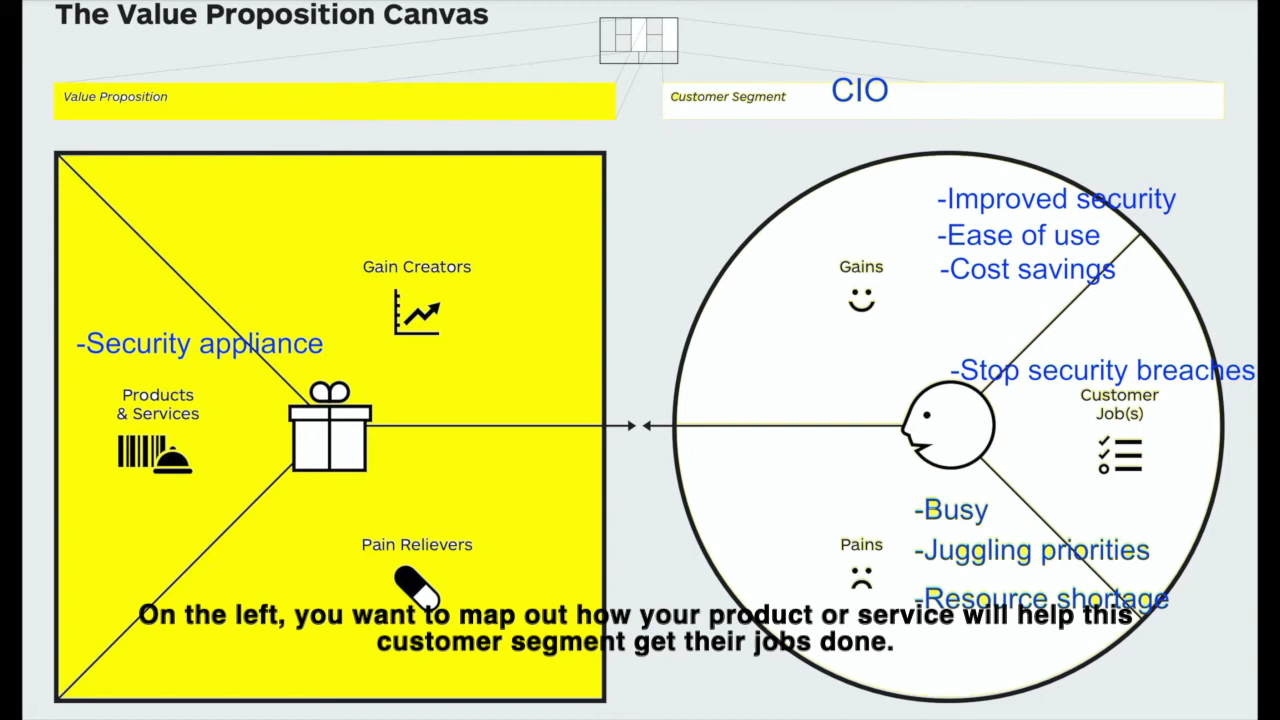 The Value Proposition Canvas
Value Proposition
Customer Segment
CIO
Gain Creators
-Security appliance
Products
& Services
Pain Relievers
-Improved security
-Ease of use
-Cost savings
Gains
-Stop security breaches
Customer
Job(s)
-Busy
-Juggling priorities
-Resource shortage
Pains
On the left, you want to map out how your product or service will help this
customer segment get their jobs done.